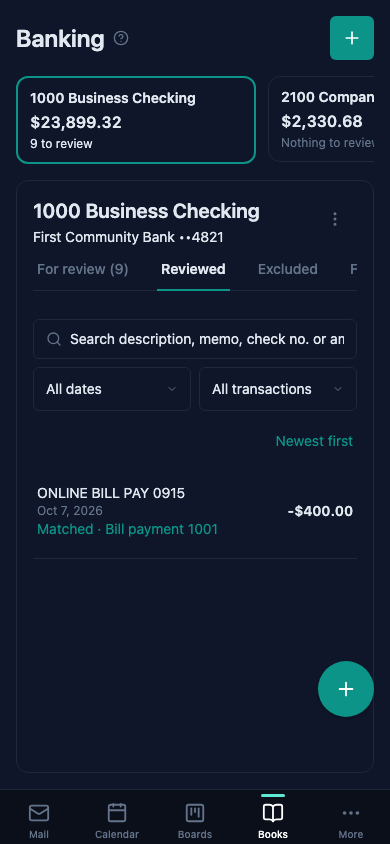 Banking
1000 Business Checking
$23,899.32
9 to review
2100 Compan
$2,330.68
Nothing to review
1000 Business Checking
First Community Bank ••4821
For review (9)
Reviewed
Excluded
F
Search description, memo, check no. or am
All dates
All transactions
Newest first
ONLINE BILL PAY 0915
Oct 7, 2026
-$400.00
Matched · Bill payment 1001
Mail
Calendar
Boards
Books
More